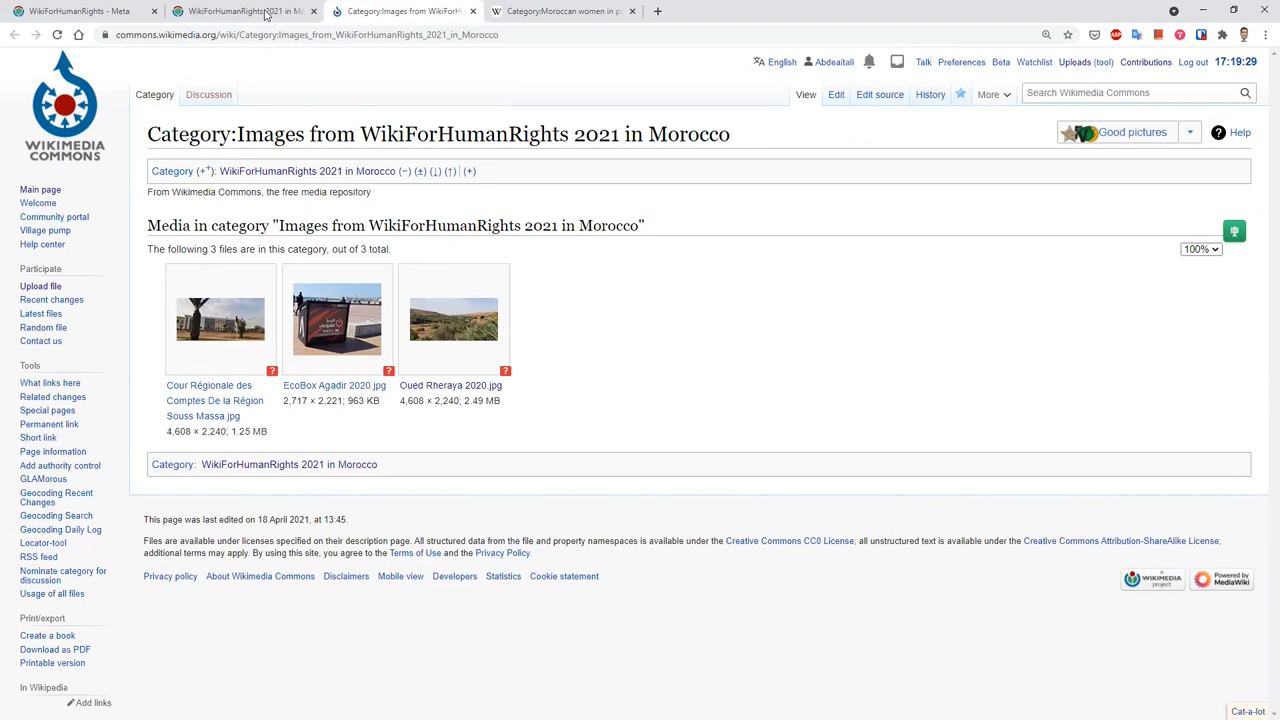 WikiForHumanRights - Meta
WikiForHumanRights 2021 in Mo
Category:Images from WikiForHu
Category:Moroccan women in po
commons.wikimedia.org/wiki/Category:Images_from_WikiForHumanRights_2021_in_Morocco
ABP
English Abdeaitali Talk Preferences Beta Watchlist Uploads (tool) Contributions Log out 17:19:29
WIKIMEDIA
COMMONS
Category Discussion View Edit Edit source History More Search Wikimedia Commons
Category:Images from WikiForHumanRights 2021 in Morocco
Good pictures
? Help
Category (++): WikiForHumanRights 2021 in Morocco (−) (±) (↓) (↑) (+)
From Wikimedia Commons, the free media repository
Media in category "Images from WikiForHumanRights 2021 in Morocco"
The following 3 files are in this category, out of 3 total.
100%
? ? ?
Cour Régionale des
Comptes De la Région
Souss Massa.jpg
4,608 × 2,240; 1.25 MB
EcoBox Agadir 2020.jpg
2,717 × 2,221; 963 KB
Oued Rheraya 2020.jpg
4,608 × 2,240; 2.49 MB
Category: WikiForHumanRights 2021 in Morocco
This page was last edited on 18 April 2021, at 13:45.
Files are available under licenses specified on their description page. All structured data from the file and property namespaces is available under the Creative Commons CC0 License; all unstructured text is available under the Creative Commons Attribution-ShareAlike License;
additional terms may apply. By using this site, you agree to the Terms of Use and the Privacy Policy.
Privacy policy About Wikimedia Commons Disclaimers Mobile view Developers Statistics Cookie statement
WIKIMEDIA
project
Powered by
MediaWiki
Main page
Welcome
Community portal
Village pump
Help center
Participate
Upload file
Recent changes
Latest files
Random file
Contact us
Tools
What links here
Related changes
Special pages
Permanent link
Short link
Page information
Add authority control
GLAMorous
Geocoding Recent
Changes
Geocoding Search
Geocoding Daily Log
Locator-tool
RSS feed
Nominate category for
discussion
Usage of all files
Print/export
Create a book
Download as PDF
Printable version
In Wikipedia
Add links
Cat-a-lot